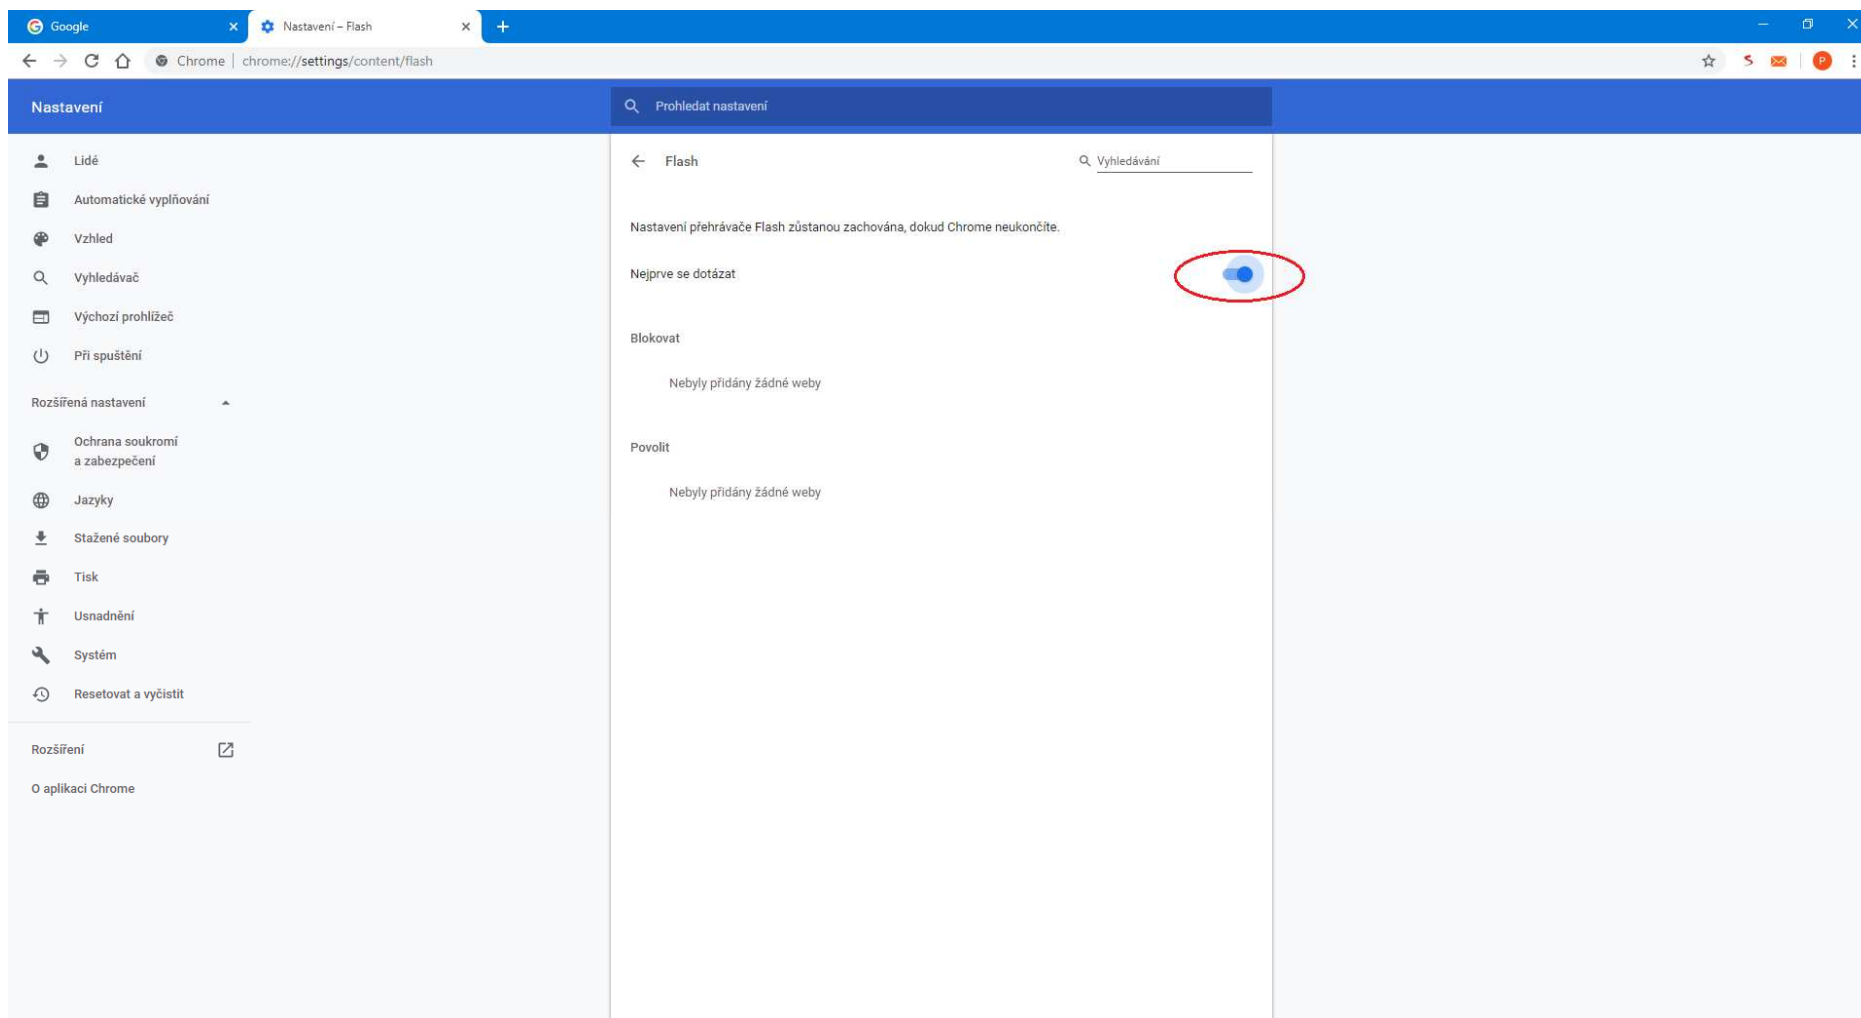 Google
Nastavení – Flash
Chrome | chrome://settings/content/flash
P
Nastavení
Prohledat nastavení
Lidé
Automatické vyplňování
Vzhled
Vyhledávač
Výchozí prohlížeč
Při spuštění
Rozšířená nastavení
Ochrana soukromí
a zabezpečení
Jazyky
Stažené soubory
Tisk
Usnadnění
Systém
Resetovat a vyčistit
Rozšíření
O aplikaci Chrome
Flash
Vyhledávání
Nastavení přehrávače Flash zůstanou zachována, dokud Chrome neukončíte.
Nejprve se dotázat
Blokovat
Nebyly přidány žádné weby
Povolit
Nebyly přidány žádné weby